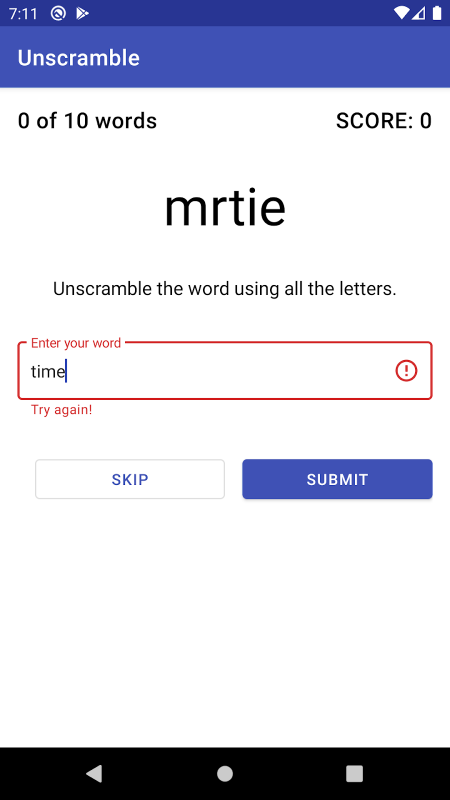 7:11
Unscramble
0 of 10 words SCORE: 0
mrtie
Unscramble the word using all the letters.
Enter your word
time
Try again!
SKIP SUBMIT